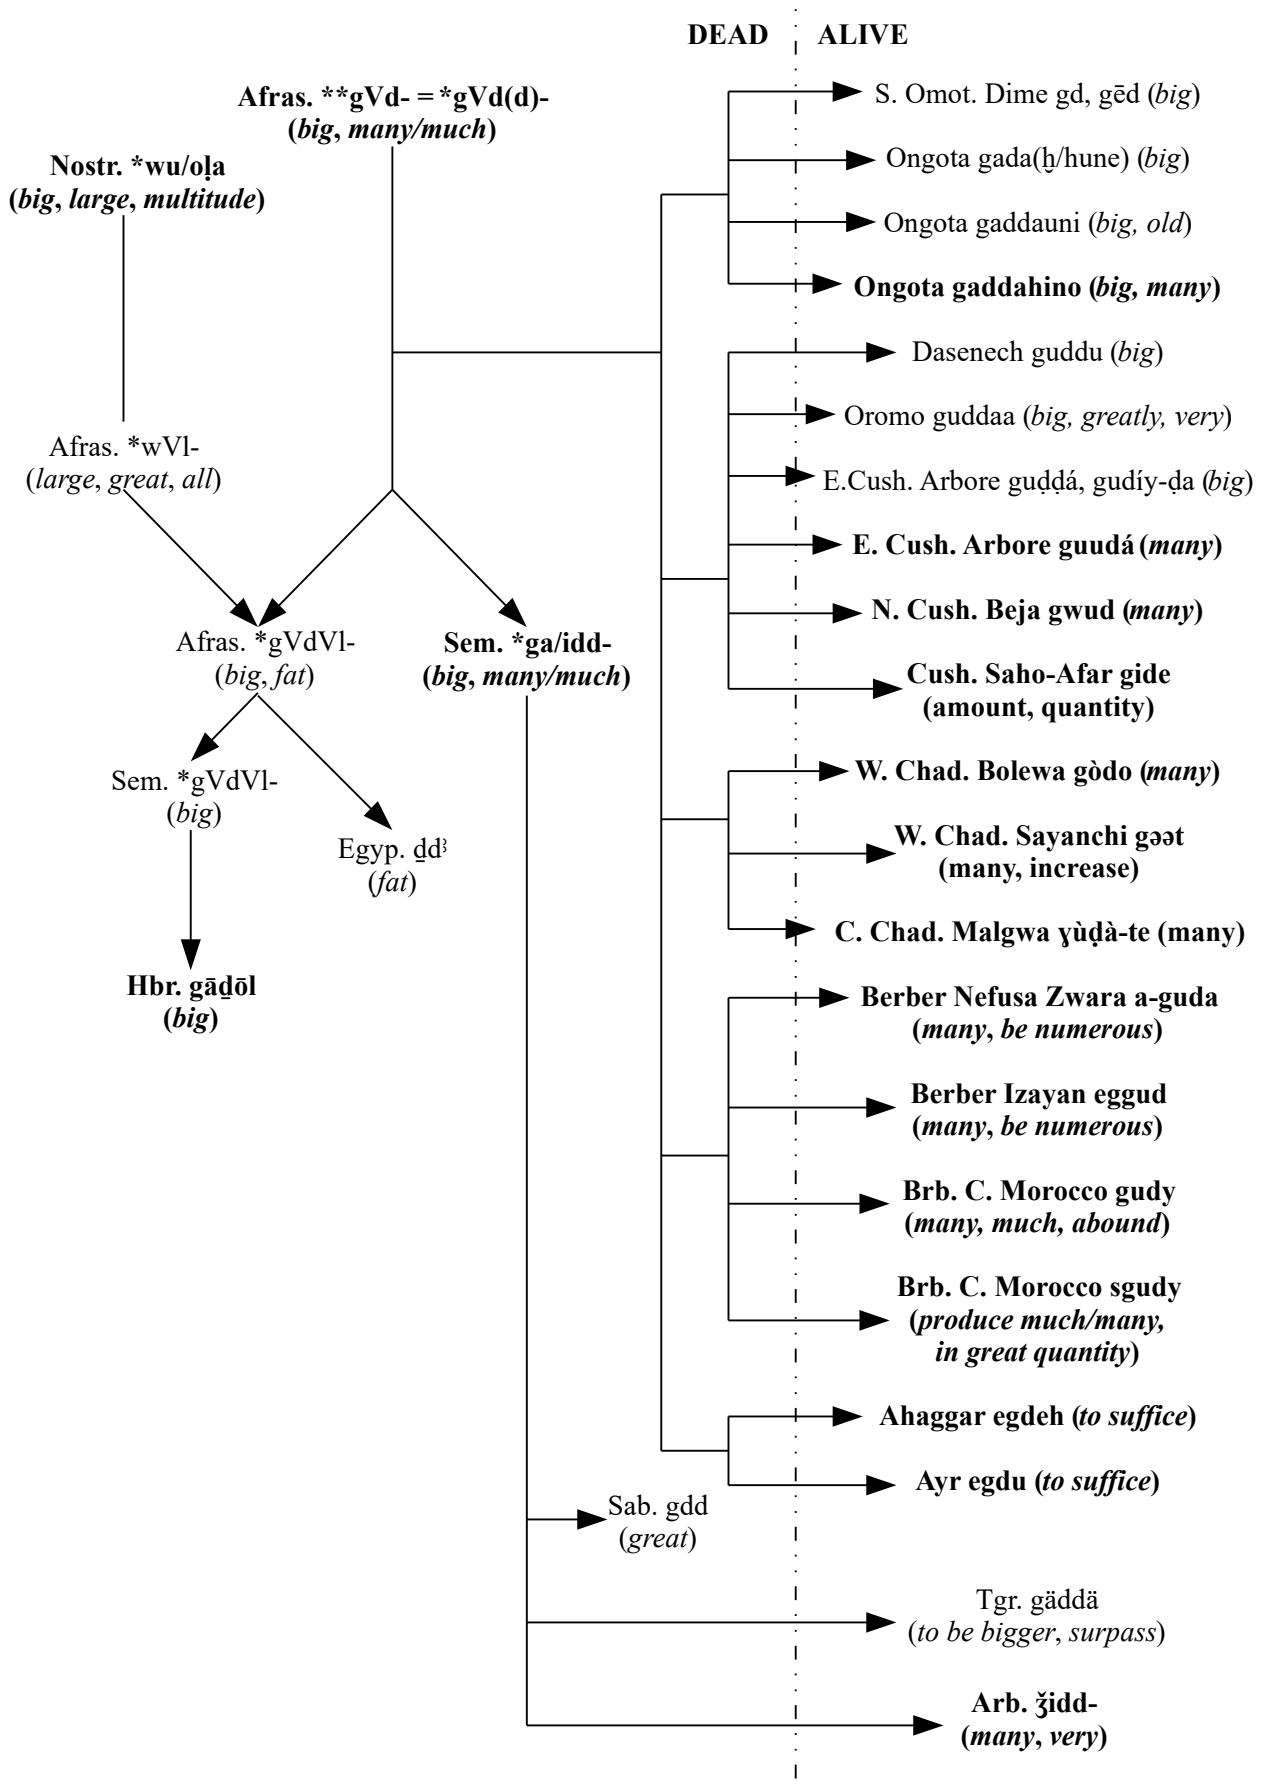 DEAD ALIVE
Afras. **gVd- = *gVd(d)-
(big, many/much)
Nostr. *wu/oḷa
(big, large, multitude)
Afras. *wVl-
(large, great, all)
Afras. *gVdVl-
(big, fat)
Sem. *ga/idd-
(big, many/much)
Sem. *gVdVl-
(big)
Egyp. ḏdꜣ
(fat)
Hbr. gāḏōl
(big)
S. Omot. Dime gd, gēd (big)
Ongota gada(ḫ/hune) (big)
Ongota gaddauni (big, old)
Ongota gaddahino (big, many)
Dasenech guddu (big)
Oromo guddaa (big, greatly, very)
E.Cush. Arbore guḍḍá, gudíy-ḍa (big)
E. Cush. Arbore guudá (many)
N. Cush. Beja gwud (many)
Cush. Saho-Afar gide
(amount, quantity)
W. Chad. Bolewa gòdo (many)
W. Chad. Sayanchi gǝǝt
(many, increase)
C. Chad. Malgwa ɣùḍà-te (many)
Berber Nefusa Zwara a-guda
(many, be numerous)
Berber Izayan eggud
(many, be numerous)
Brb. C. Morocco gudy
(many, much, abound)
Brb. C. Morocco sgudy
(produce much/many,
in great quantity)
Ahaggar egdeh (to suffice)
Ayr egdu (to suffice)
Sab. gdd
(great)
Tgr. gäddä
(to be bigger, surpass)
Arb. ǯidd-
(many, very)